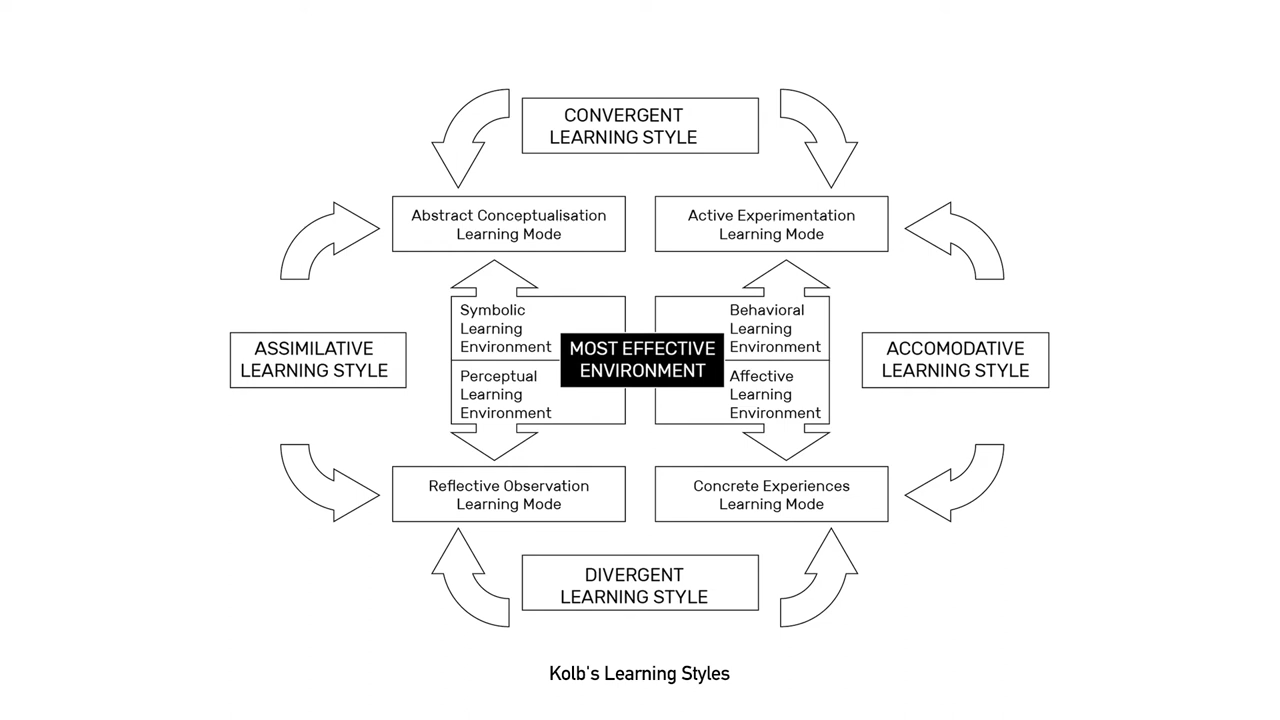 CONVERGENT
LEARNING STYLE
Abstract Conceptualisation
Learning Mode
Active Experimentation
Learning Mode
Symbolic
Learning
Environment
Behavioral
Learning
Environment
ASSIMILATIVE
LEARNING STYLE
MOST EFFECTIVE
ENVIRONMENT
ACCOMODATIVE
LEARNING STYLE
Perceptual
Learning
Environment
Affective
Learning
Environment
Reflective Observation
Learning Mode
Concrete Experiences
Learning Mode
DIVERGENT
LEARNING STYLE
Kolb's Learning Styles